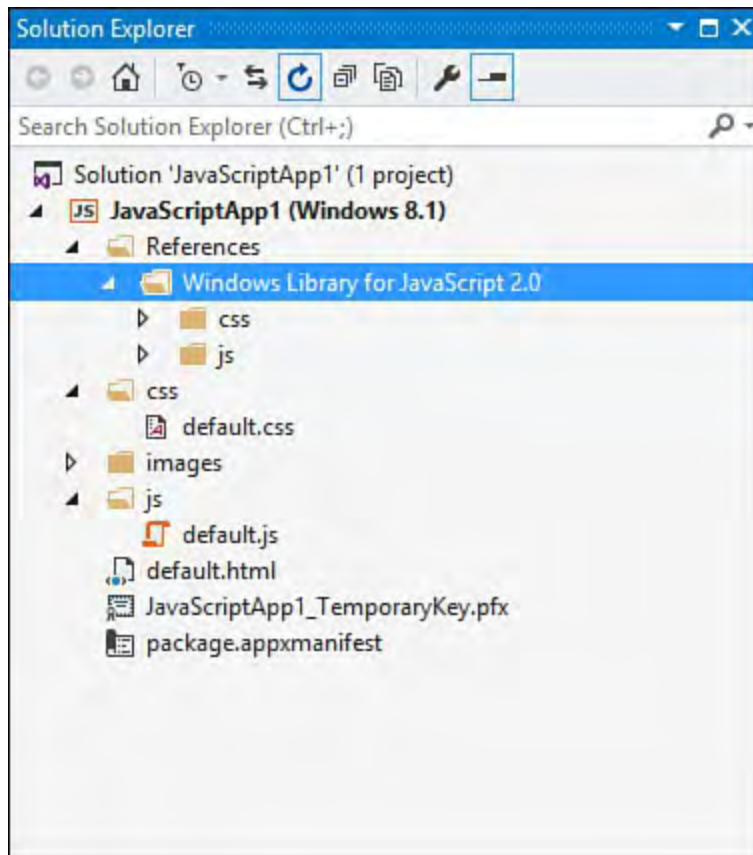 Solution Explorer
Search Solution Explorer (Ctrl+;)
Solution 'JavaScriptApp1' (1 project)
JS JavaScriptApp1 (Windows 8.1)
References
Windows Library for JavaScript 2.0
css
js
css
default.css
images
js
default.js
default.html
JavaScriptApp1_TemporaryKey.pfx
package.appxmanifest